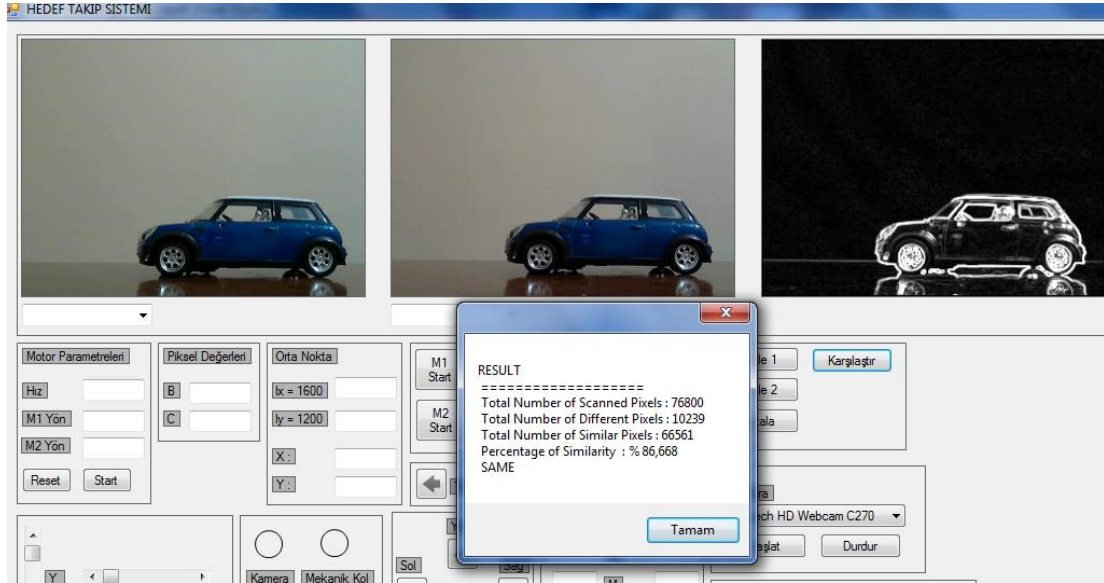 HEDEF TAKIP SISTEMI
Motor Parametreleri
Hız
M1 Yön
M2 Yön
Reset Start
Piksel Değerleri
B
C
Orta Nokta
Ix = 1600
Iy = 1200
X :
Y :
M1
Start
M2
Start
RESULT
====================
Total Number of Scanned Pixels : 76800
Total Number of Different Pixels : 10239
Total Number of Similar Pixels : 66561
Percentage of Similarity : % 86,668
SAME
Tamam
1 Karşılaştır
2
HD Webcam C270
Durdur
Y
Kamera Mekanik Kol
Sol Sağ
M